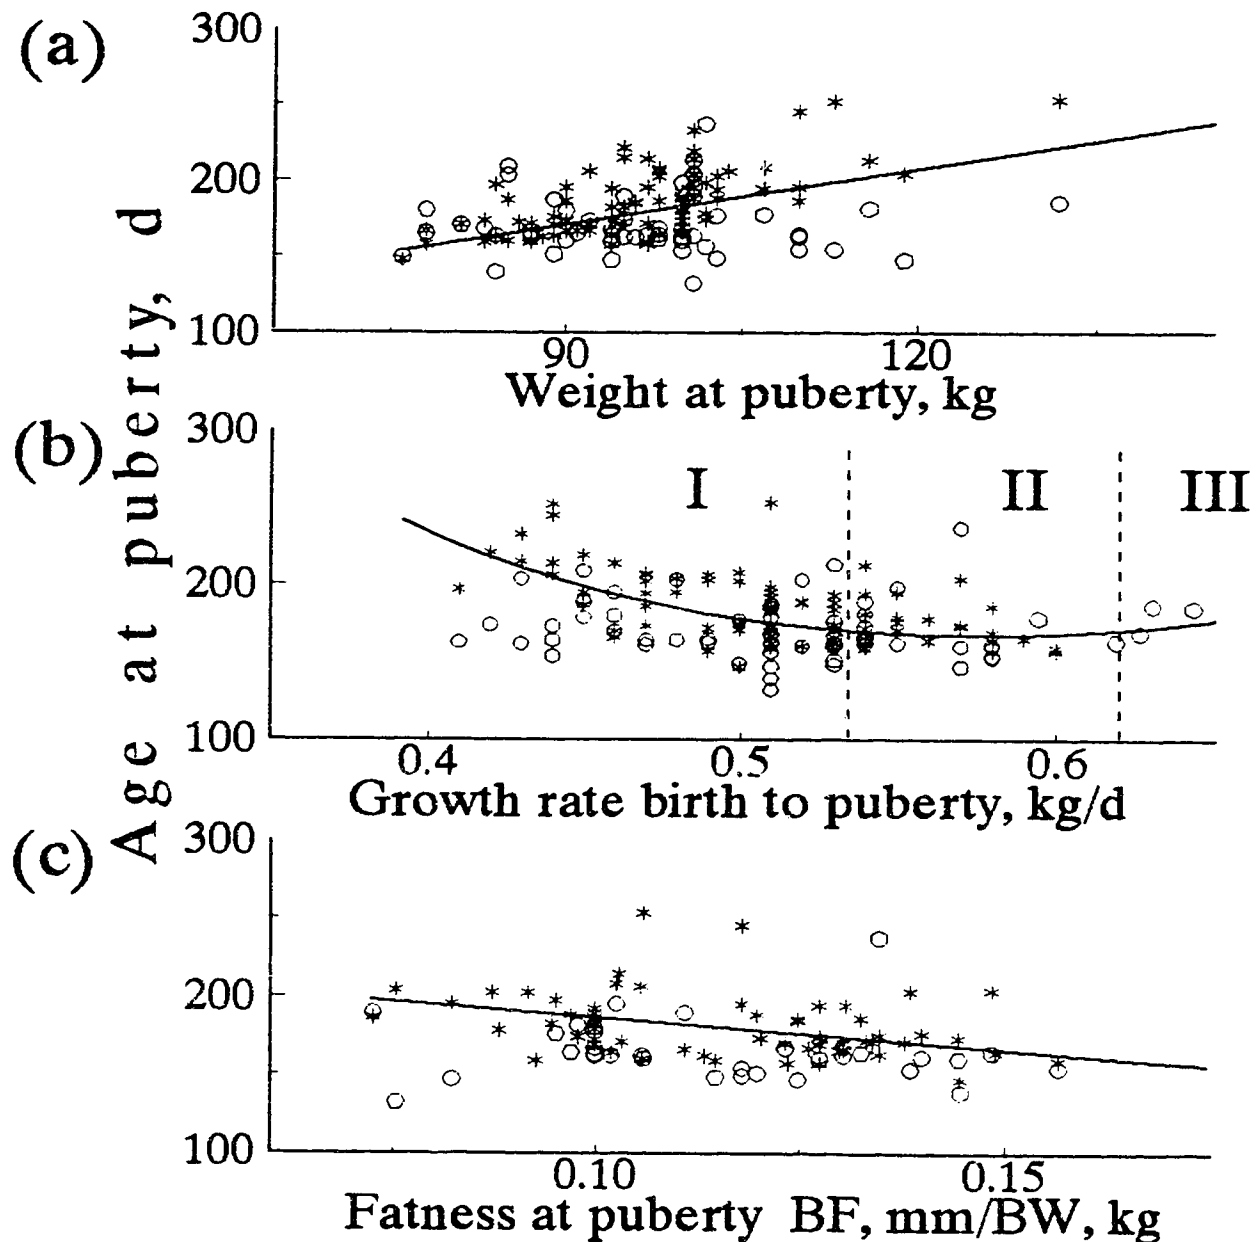 (a)
300
200
100
90
120
Weight at puberty, kg
Age at puberty, d
(b)
300
200
100
I
II
III
0.4
0.5
0.6
Growth rate birth to puberty, kg/d
(c)
300
200
100
0.10
0.15
Fatness at puberty BF, mm/BW, kg